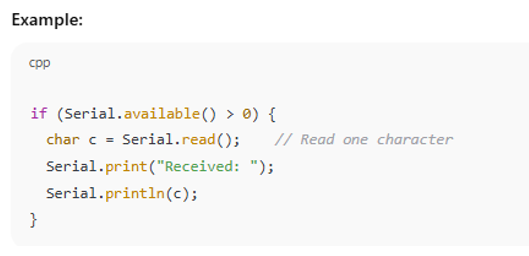 Example:
cpp
if (Serial.available() > 0) {
  char c = Serial.read();    // Read one character
  Serial.print("Received: ");
  Serial.println(c);
}